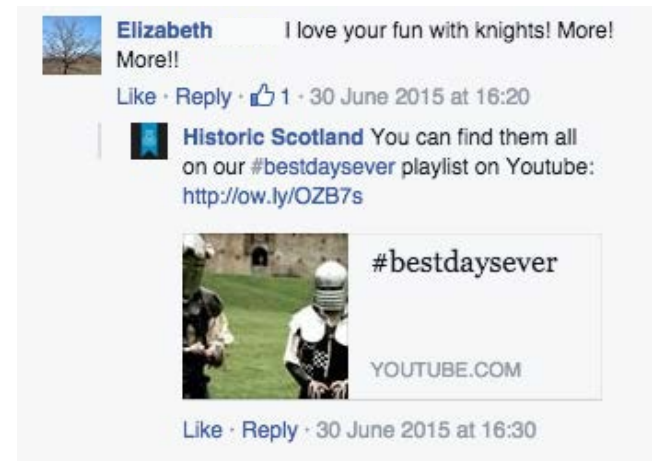 Elizabeth I love your fun with knights! More!
More!!
Like · Reply · 1 · 30 June 2015 at 16:20
Historic Scotland You can find them all
on our #bestdaysever playlist on Youtube:
http://ow.ly/OZB7s
#bestdaysever
YOUTUBE.COM
Like · Reply · 30 June 2015 at 16:30